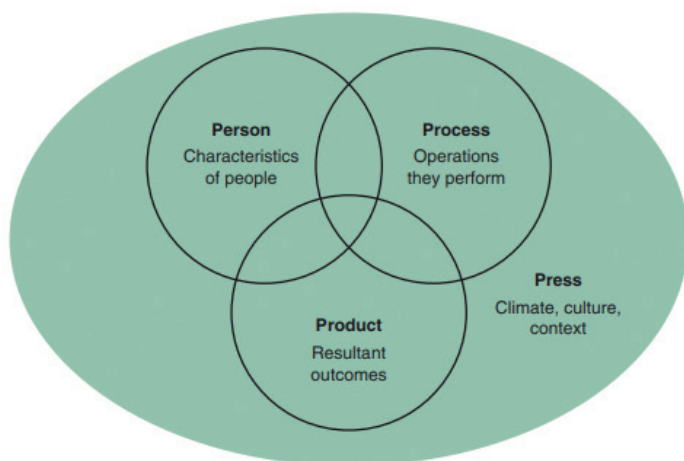 Person
Characteristics
of people
Process
Operations
they perform
Press
Climate, culture,
context
Product
Resultant
outcomes